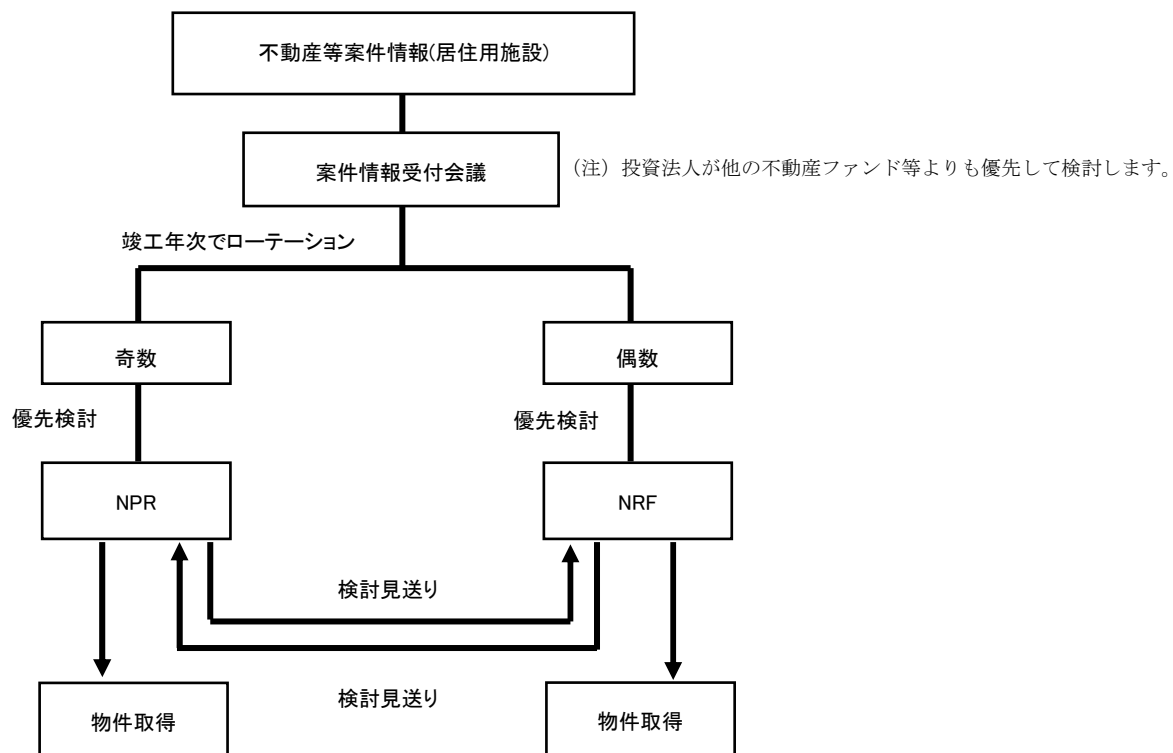 不動産等案件情報(居住用施設)
案件情報受付会議
（注）投資法人が他の不動産ファンド等よりも優先して検討します。
竣工年次でローテーション
奇数
偶数
優先検討
優先検討
NPR
NRF
検討見送り
検討見送り
物件取得
物件取得